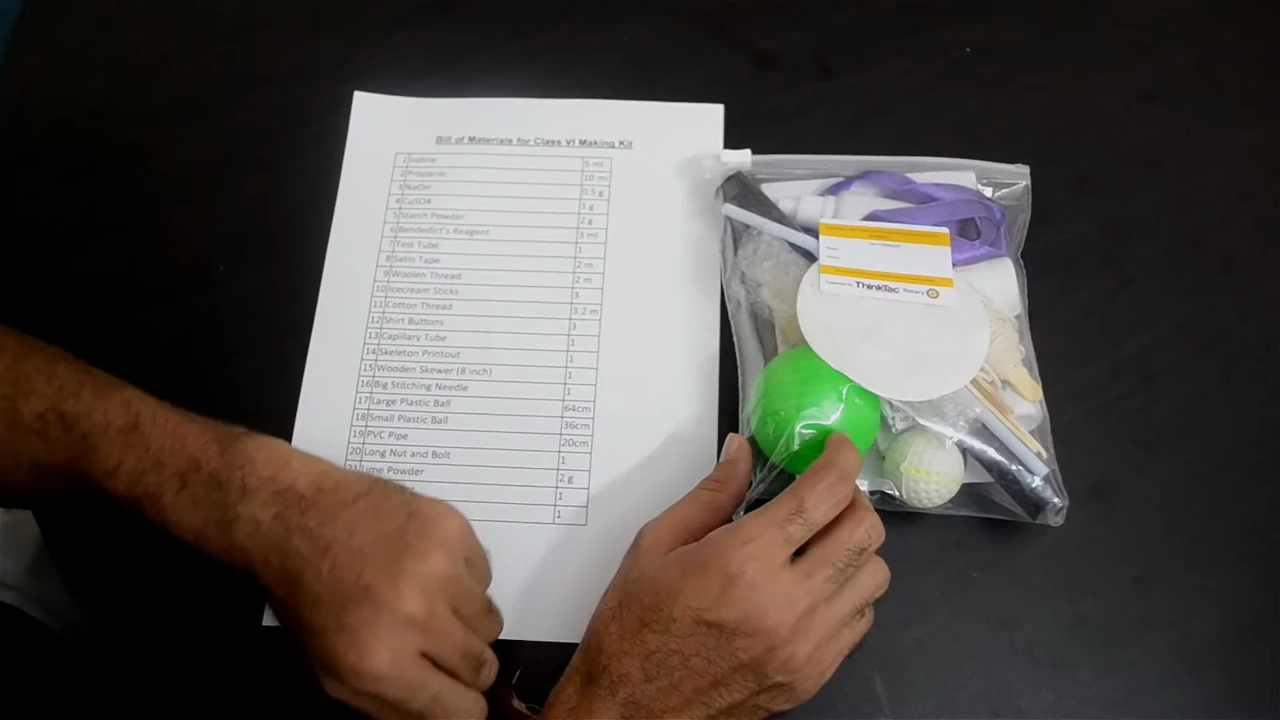 Bill of Materials for Class VI Making Kit
1 Iodine 5 ml
2 Propanol 10 ml
3 NaOH 0.5 g
4 CuSO4 1 g
5 Starch Powder 2 g
6 Bendedict's Reagent 3 ml
7 Test Tube 1
8 Satin Tape 2 m
9 Woolen Thread 2 m
10 Icecream Sticks 3
11 Cotton Thread 3.2 m
12 Shirt Buttons 3
13 Capillary Tube 1
14 Skeleton Printout 1
15 Wooden Skewer (8 inch) 1
16 Big Stitching Needle 1
17 Large Plastic Ball 64cm
18 Small Plastic Ball 36cm
19 PVC Pipe 20cm
20 Long Nut and Bolt 1
21 Lime Powder 2 g
1
1
ThinkTac Rotary